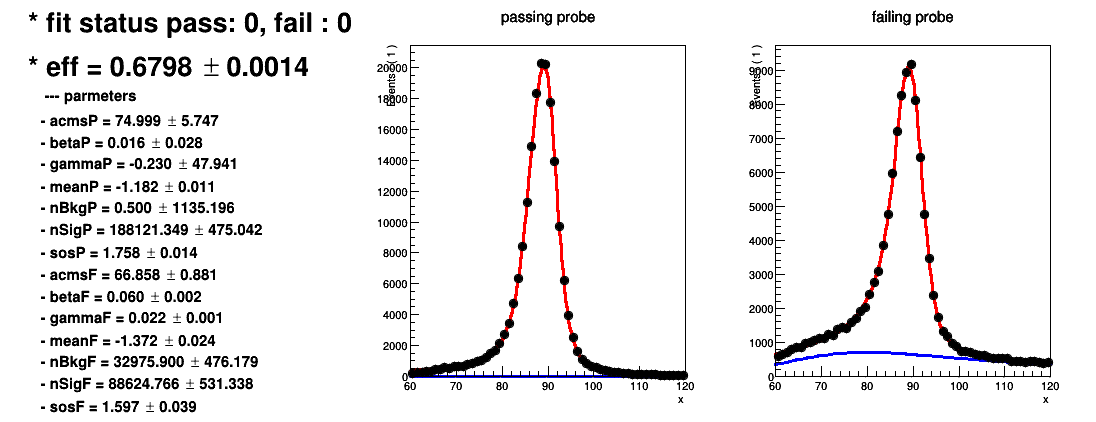 * fit status pass: 0, fail : 0
* eff = 0.6798 ± 0.0014
--- parmeters
- acmsP = 74.999 ± 5.747
- betaP = 0.016 ± 0.028
- gammaP = -0.230 ± 47.941
- meanP = -1.182 ± 0.011
- nBkgP = 0.500 ± 1135.196
- nSigP = 188121.349 ± 475.042
- sosP = 1.758 ± 0.014
- acmsF = 66.858 ± 0.881
- betaF = 0.060 ± 0.002
- gammaF = 0.022 ± 0.001
- meanF = -1.372 ± 0.024
- nBkgF = 32975.900 ± 476.179
- nSigF = 88624.766 ± 531.338
- sosF = 1.597 ± 0.039
passing probe
Events / ( 1 )
20000
18000
16000
14000
12000
10000
8000
6000
4000
2000
0
60 70 80 90 100 110 120
x
failing probe
Events / ( 1 )
9000
8000
7000
6000
5000
4000
3000
2000
1000
0
60 70 80 90 100 110 120
x